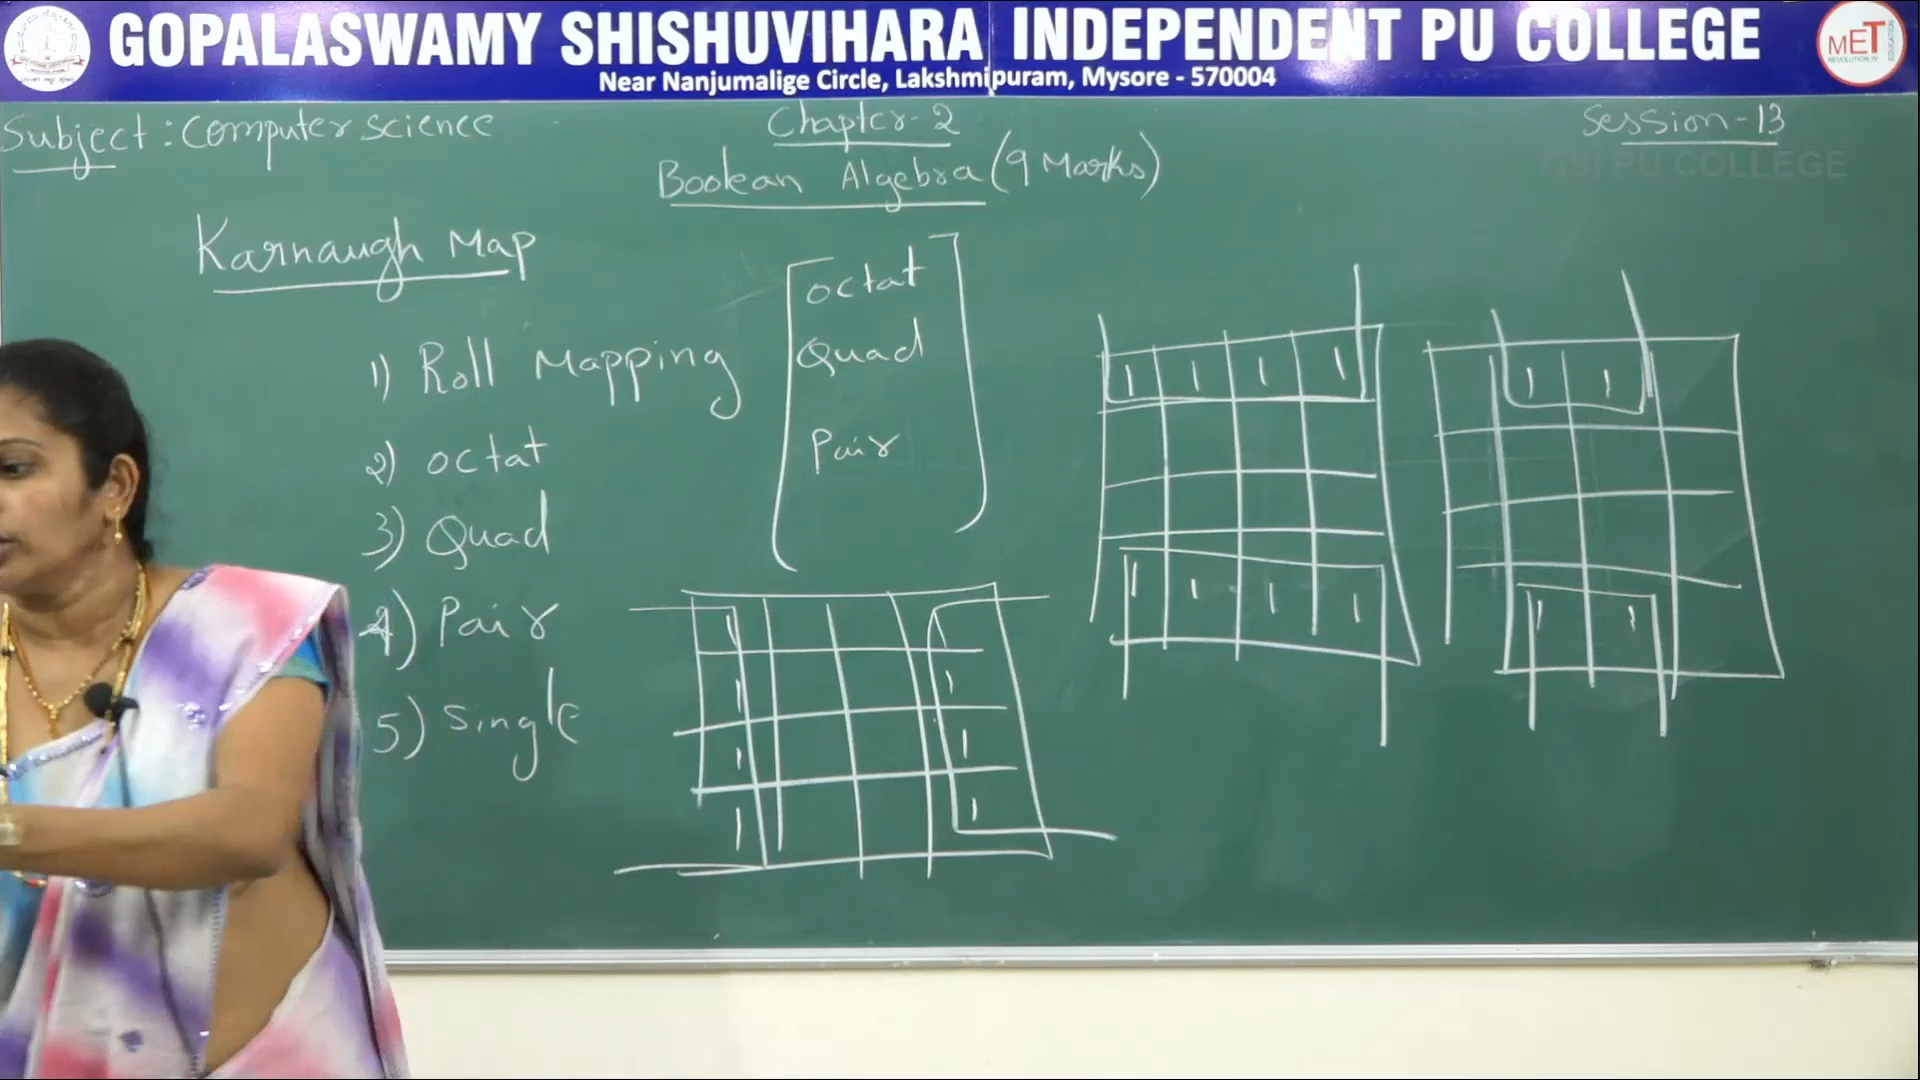 GOPALASWAMY SHISHUVIHARA INDEPENDENT PU COLLEGE
Near Nanjumalige Circle, Lakshmipuram, Mysore - 570004
MET
Subject : Computer science
Chapter-2
Session-13
Boolean Algebra (9 Marks)
GSI PU COLLEGE
Karnaugh Map
1) Roll Mapping
2) octat
3) Quad
4) Pair
5) Single
octat
Quad
Pair
1 1 1 1
1 1 1 1
1 1
1 1
1 1
1 1
1 1
1 1